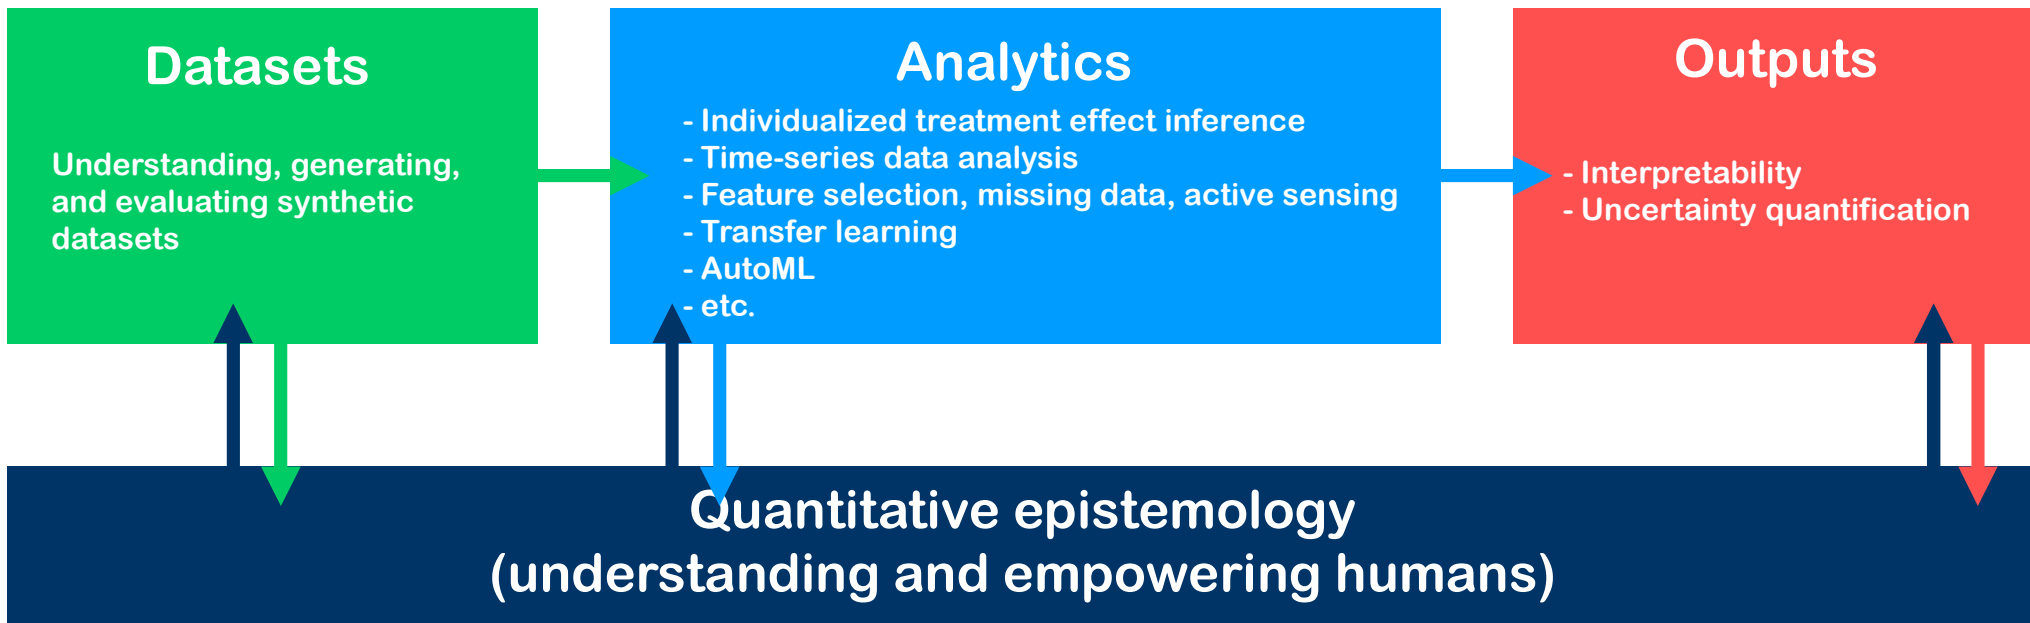 Datasets
Understanding, generating,
and evaluating synthetic
datasets
Analytics
- Individualized treatment effect inference
- Time-series data analysis
- Feature selection, missing data, active sensing
- Transfer learning
- AutoML
- etc.
Outputs
- Interpretability
- Uncertainty quantification
Quantitative epistemology
(understanding and empowering humans)